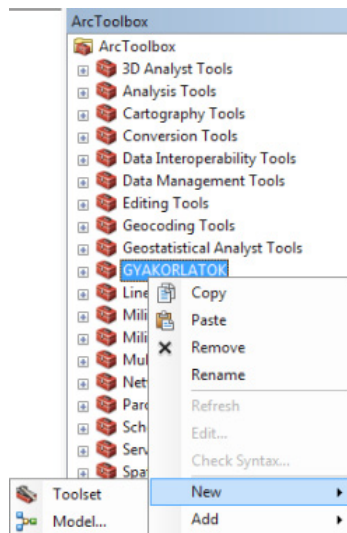 ArcToolbox
ArcToolbox
3D Analyst Tools
Analysis Tools
Cartography Tools
Conversion Tools
Data Interoperability Tools
Data Management Tools
Editing Tools
Geocoding Tools
Geostatistical Analyst Tools
GYAKORLATOK
Copy
Paste
Remove
Rename
Refresh
Edit...
Check Syntax...
Toolset
New
Model...
Add